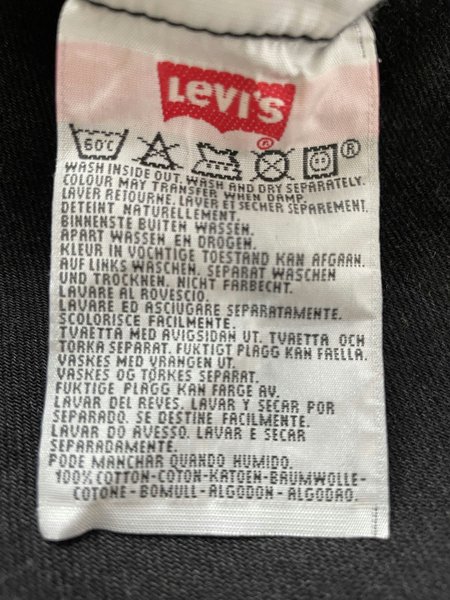 Levi's
®
60°C ®
WASH INSIDE OUT. WASH AND DRY SEPARATELY.
COLOUR MAY TRANSFER WHEN DAMP.
LAVER RETOURNE. LAVER ET SECHER SEPAREMENT.
DETEINT NATURELLEMENT.
BINNENSTE BUITEN WASSEN.
APART WASSEN EN DROGEN.
KLEUR IN VOCHTIGE TOESTAND KAN AFGAAN.
AUF LINKS WASCHEN. SEPARAT WASCHEN
UND TROCKNEN. NICHT FARBECHT.
LAVARE AL ROVESCIO.
LAVARE ED ASCIUGARE SEPARATAMENTE.
SCOLORISCE FACILMENTE.
TVAETTA MED AVIGSIDAN UT. TVAETTA OCH
TORKA SEPARAT. FUKTIGT PLAGG KAN FAELLA.
VASKES MED VRANGEN UT.
VASKES OG TØRKES SEPARAT.
FUKTIGE PLAGG KAN FARGE AV.
LAVAR DEL REVES. LAVAR Y SECAR POR
SEPARADO. SE DESTINE FACILMENTE.
LAVAR DO AVESSO. LAVAR E SECAR
SEPARADAMENTE.
PODE MANCHAR QUANDO HUMIDO.
100% COTTON-COTON-KATOEN-BAUMWOLLE-
COTONE-BOMULL-ALGODON-ALGODAO.